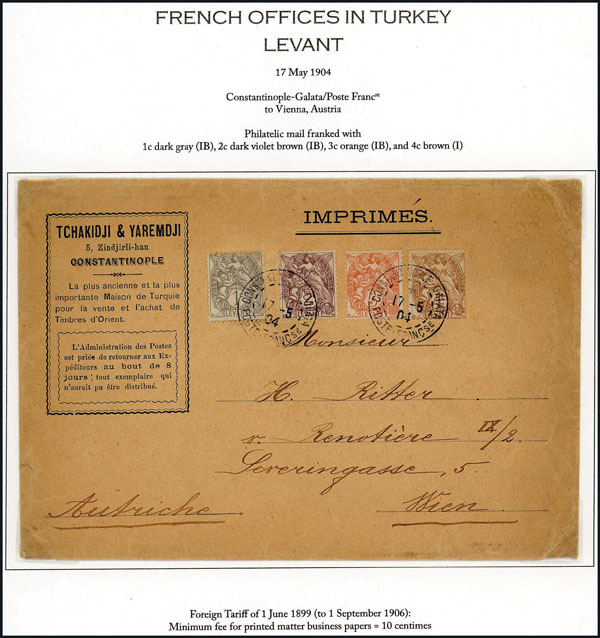 FRENCH OFFICES IN TURKEY
LEVANT
17 May 1904
Constantinople-Galata/Poste Francse
to Vienna, Austria
Philatelic mail franked with
1c dark gray (IB), 2c dark violet brown (IB), 3c orange (IB), and 4c brown (I)
TCHAKIDJI & YAREMDJI
5, Zindjirli-han
CONSTANTINOPLE
La plus ancienne et la plus
importante Maison de Turquie
pour la vente et l'achat de
Timbres d'Orient.
L'Administration des Postes
est priée de retourner aux Ex-
péditeurs au bout de 8
jours; tout exemplaire qui
n'aurait pu être distribué.
IMPRIMÉS.
17 -5
04
POSTE FRANCSE
CONSTANTPLE GALATA
17 -5
04
POSTE FRANCSE
Monsieur
H. Ritter
v. Renotière IX/2
Severingasse, 5.
Autriche
Wien
Foreign Tariff of 1 June 1899 (to 1 September 1906):
Minimum fee for printed matter business papers = 10 centimes